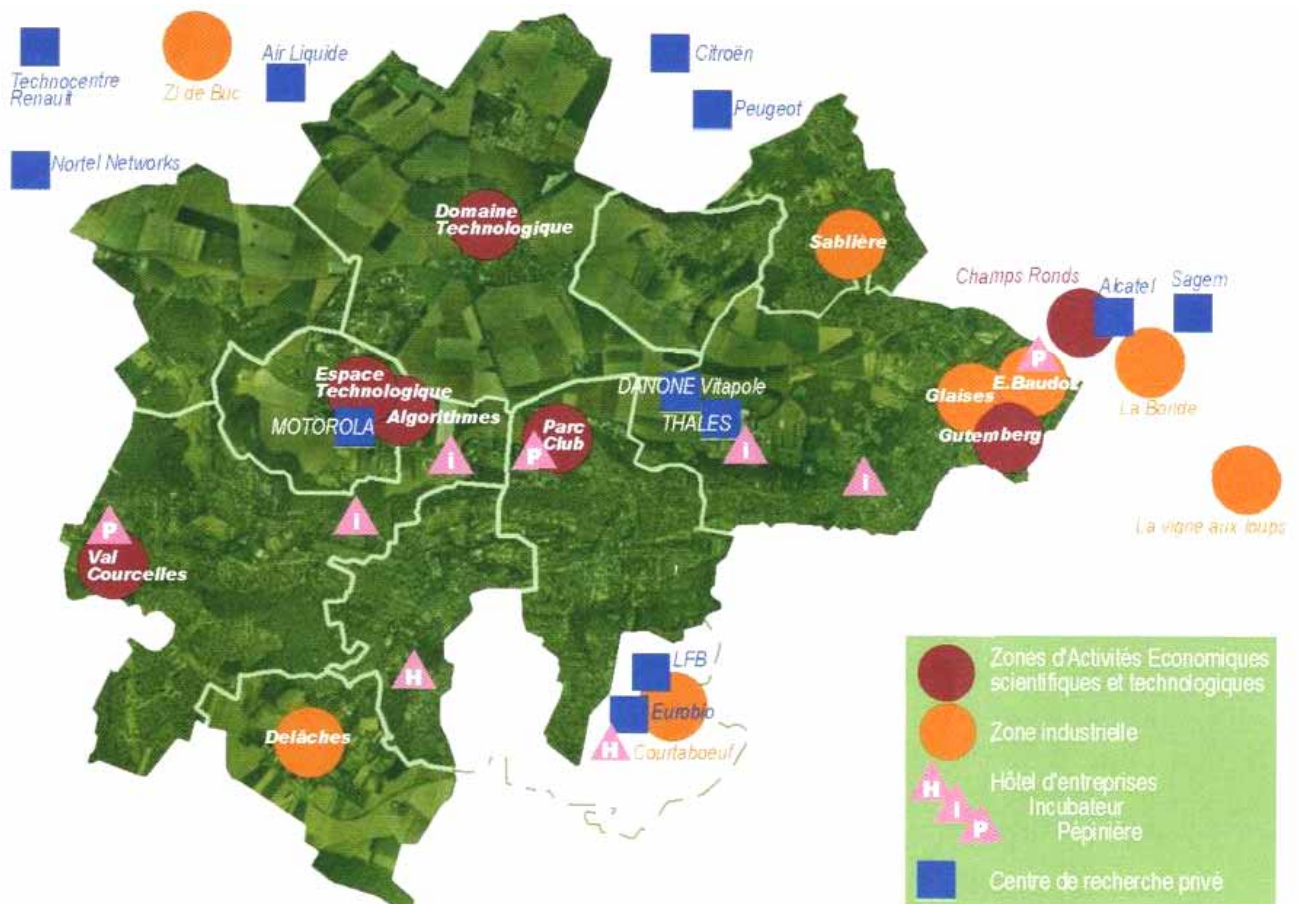 Technocentre
Renault
ZI de Buc
Air Liquide
Citroën
Peugeot
Nortel Networks
Domaine
Technologique
Sablière
Champs Ronds
Alcatel
Sagem
Espace
Technologique
Algorithmes
MOTOROLA
DANONE Vitapole
THALES
Parc
Club
P
Glaises
E.Baudot
P
Gutemberg
La Bonde
La vigne aux loups
i
i
i
i
P
Val
Courcelles
H
Delâches
LFB
Eurobio
H
Courtaboeuf
Zones d'Activités Economiques
scientifiques et technologiques
Zone industrielle
H Hôtel d'entreprises
I Incubateur
P Pépinière
Centre de recherche privé